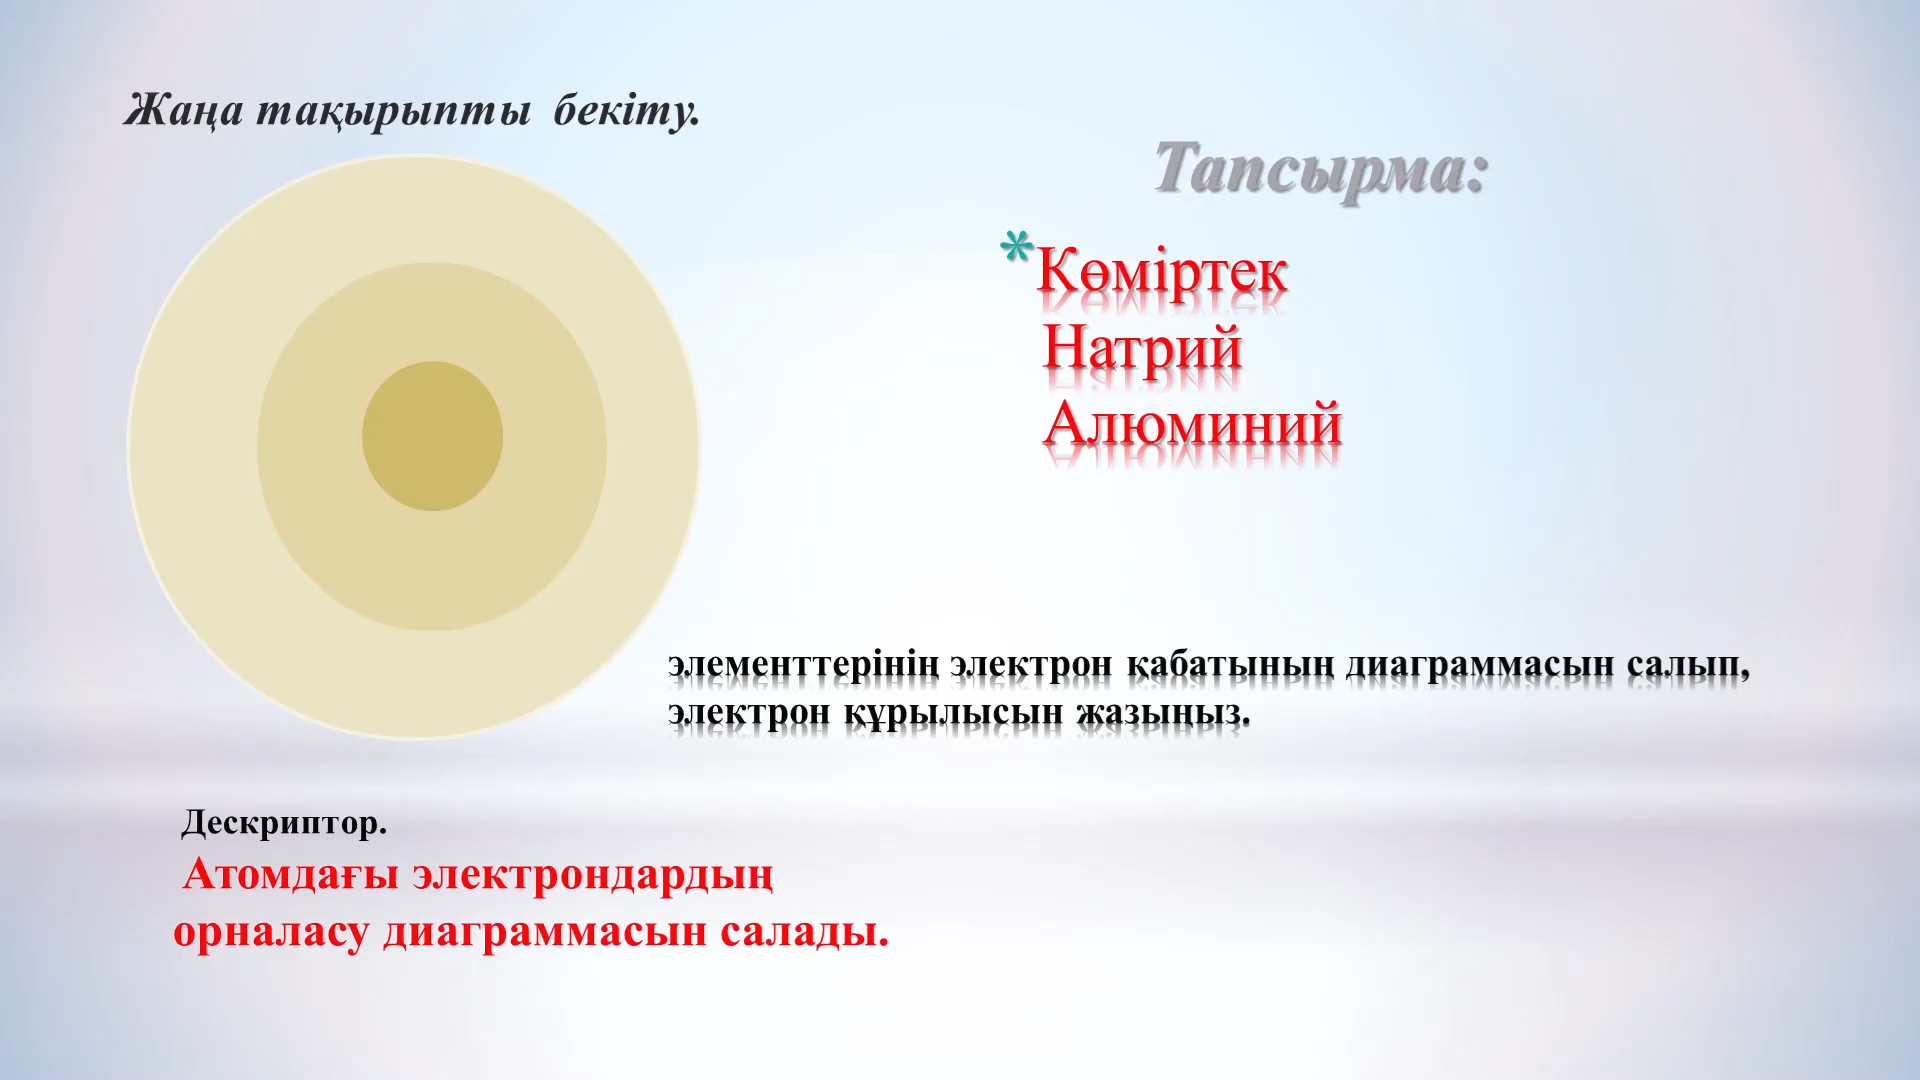 Жаңа тақырыпты бекіту.
Тапсырма:
*Көміртек
Натрий
Алюминий
элементтерінің электрон қабатының диаграммасын салып,
электрон құрылысын жазыңыз.
Дескриптор.
Атомдағы электрондардың
орналасу диаграммасын салады.